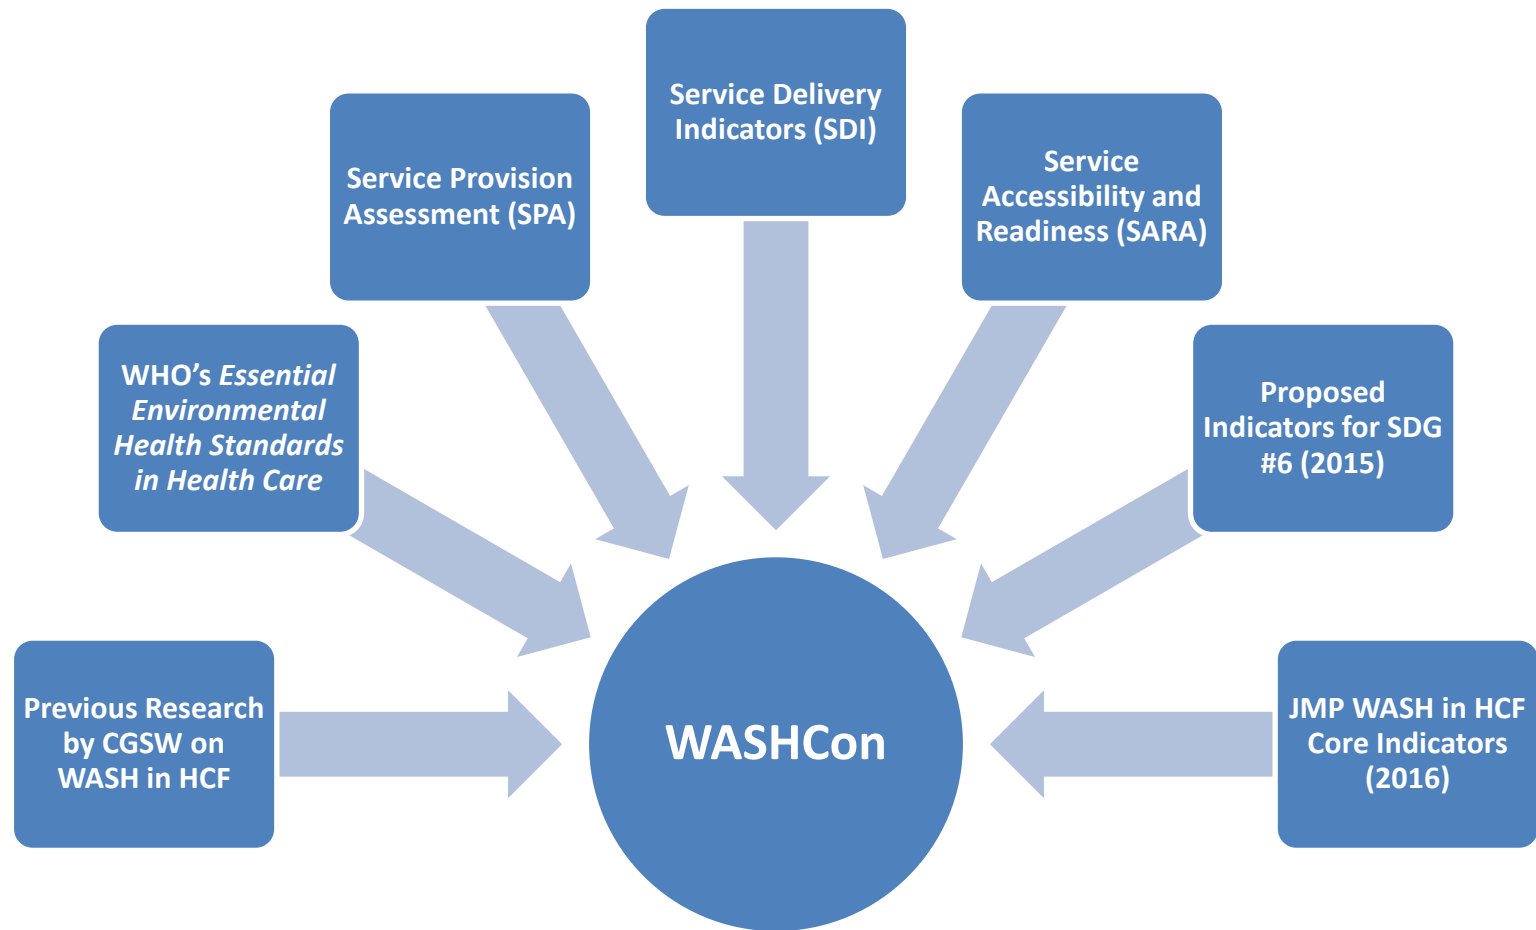 Service Delivery
Indicators (SDI)
Service Provision
Assessment (SPA)
Service
Accessibility and
Readiness (SARA)
WHO’s Essential
Environmental
Health Standards
in Health Care
Proposed
Indicators for SDG
#6 (2015)
Previous Research
by CGSW on
WASH in HCF
WASHCon
JMP WASH in HCF
Core Indicators
(2016)